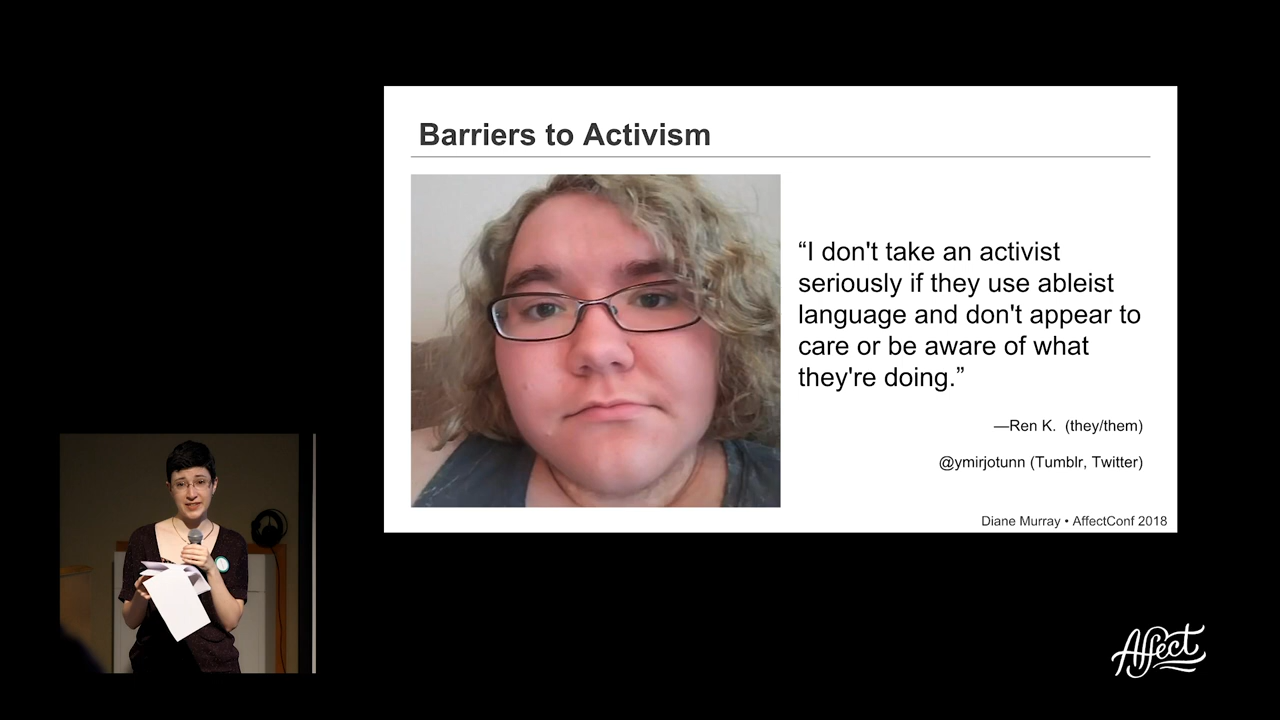 Barriers to Activism
“I don't take an activist
seriously if they use ableist
language and don't appear to
care or be aware of what
they're doing.”
—Ren K. (they/them)
@ymirjotunn (Tumblr, Twitter)
Diane Murray • AffectConf 2018
Affect